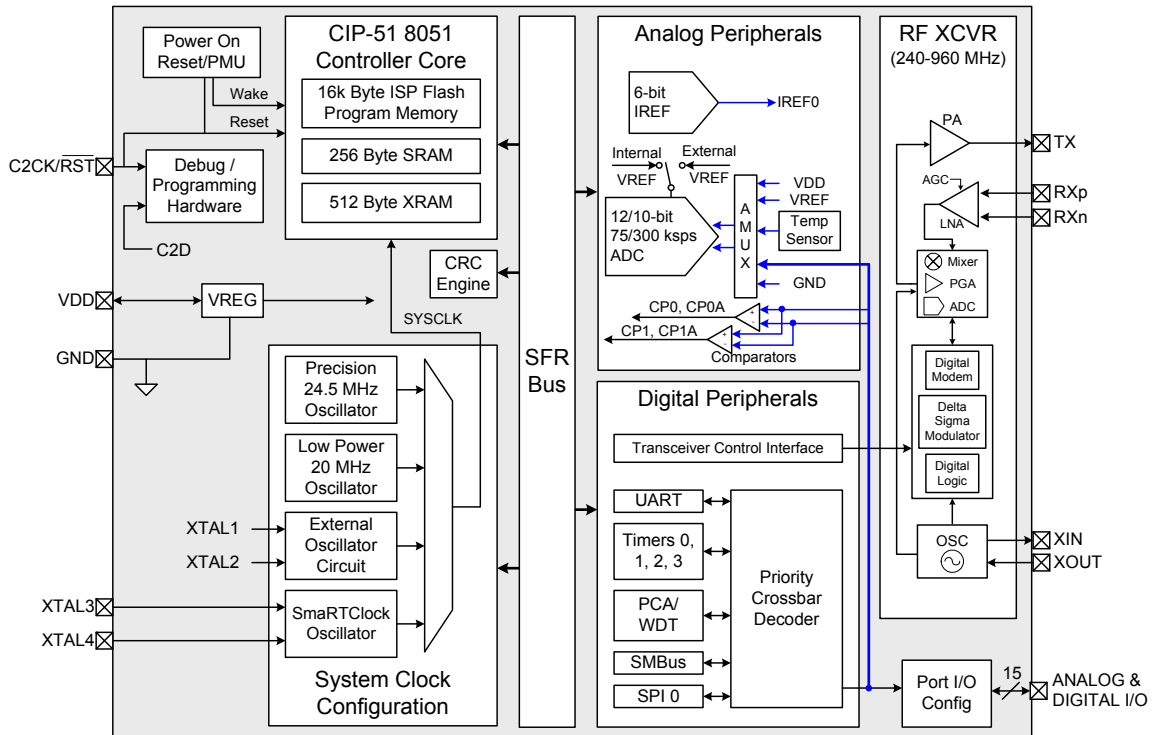 Power On
Reset/PMU
Wake
Reset
C2CK/RST
Debug /
Programming
Hardware
C2D
VDD
VREG
GND
CIP-51 8051
Controller Core
16k Byte ISP Flash
Program Memory
256 Byte SRAM
512 Byte XRAM
CRC
Engine
SYSCLK
Precision
24.5 MHz
Oscillator
Low Power
20 MHz
Oscillator
XTAL1
XTAL2
External
Oscillator
Circuit
XTAL3
XTAL4
SmaRTClock
Oscillator
System Clock
Configuration
SFR
Bus
Analog Peripherals
6-bit
IREF
IREF0
Internal
VREF
External
VREF
12/10-bit
75/300 ksps
ADC
A
M
U
X
VDD
VREF
Temp
Sensor
GND
CP0, CP0A
+
-
CP1, CP1A
+
-
Comparators
Digital Peripherals
Transceiver Control Interface
UART
Timers 0,
1, 2, 3
PCA/
WDT
SMBus
SPI 0
Priority
Crossbar
Decoder
RF XCVR
(240-960 MHz)
PA
TX
AGC
LNA
RXp
RXn
Mixer
PGA
ADC
Digital
Modem
Delta
Sigma
Modulator
Digital
Logic
OSC
XIN
XOUT
Port I/O
Config
15
ANALOG &
DIGITAL I/O